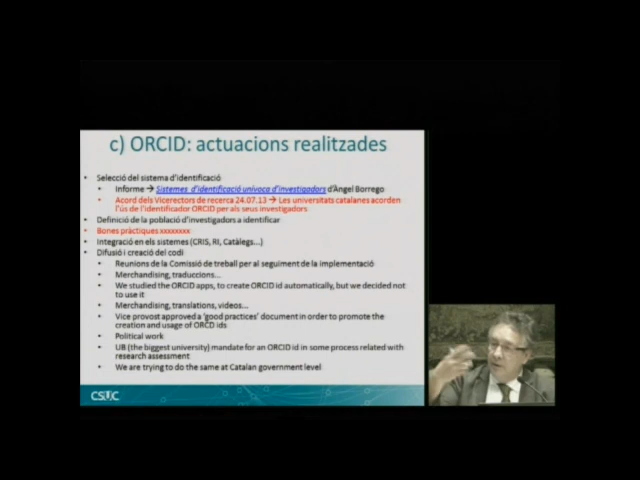 c) ORCID: actuacions realitzades
• Selecció del sistema d'identificació
• Informe → Sistemes d'identificació unívoca d'investigadors d'Àngel Borrego
• Acord dels Vicerectors de recerca 24.07.13 → Les universitats catalanes acorden
l'ús de l'identificador ORCID per als seus investigadors
• Definició de la població d'investigadors a identificar
• Bones pràctiques xxxxxxxx
• Integració en els sistemes (CRIS, RI, Catàlegs...)
• Difusió i creació del codi
• Reunions de la Comissió de treball per al seguiment de la implementació
• Merchandising, traduccions...
• We studied the ORCID apps, to create ORCID id automatically, but we decided not
to use it
• Merchandising, translations, videos...
• Vice provost approved a 'good practices' document in order to promote the
creation and usage of ORCD ids
• Political work
• UB (the biggest university) mandate for an ORCID id in some process related with
research assessment
• We are trying to do the same at Catalan government level
CSUC